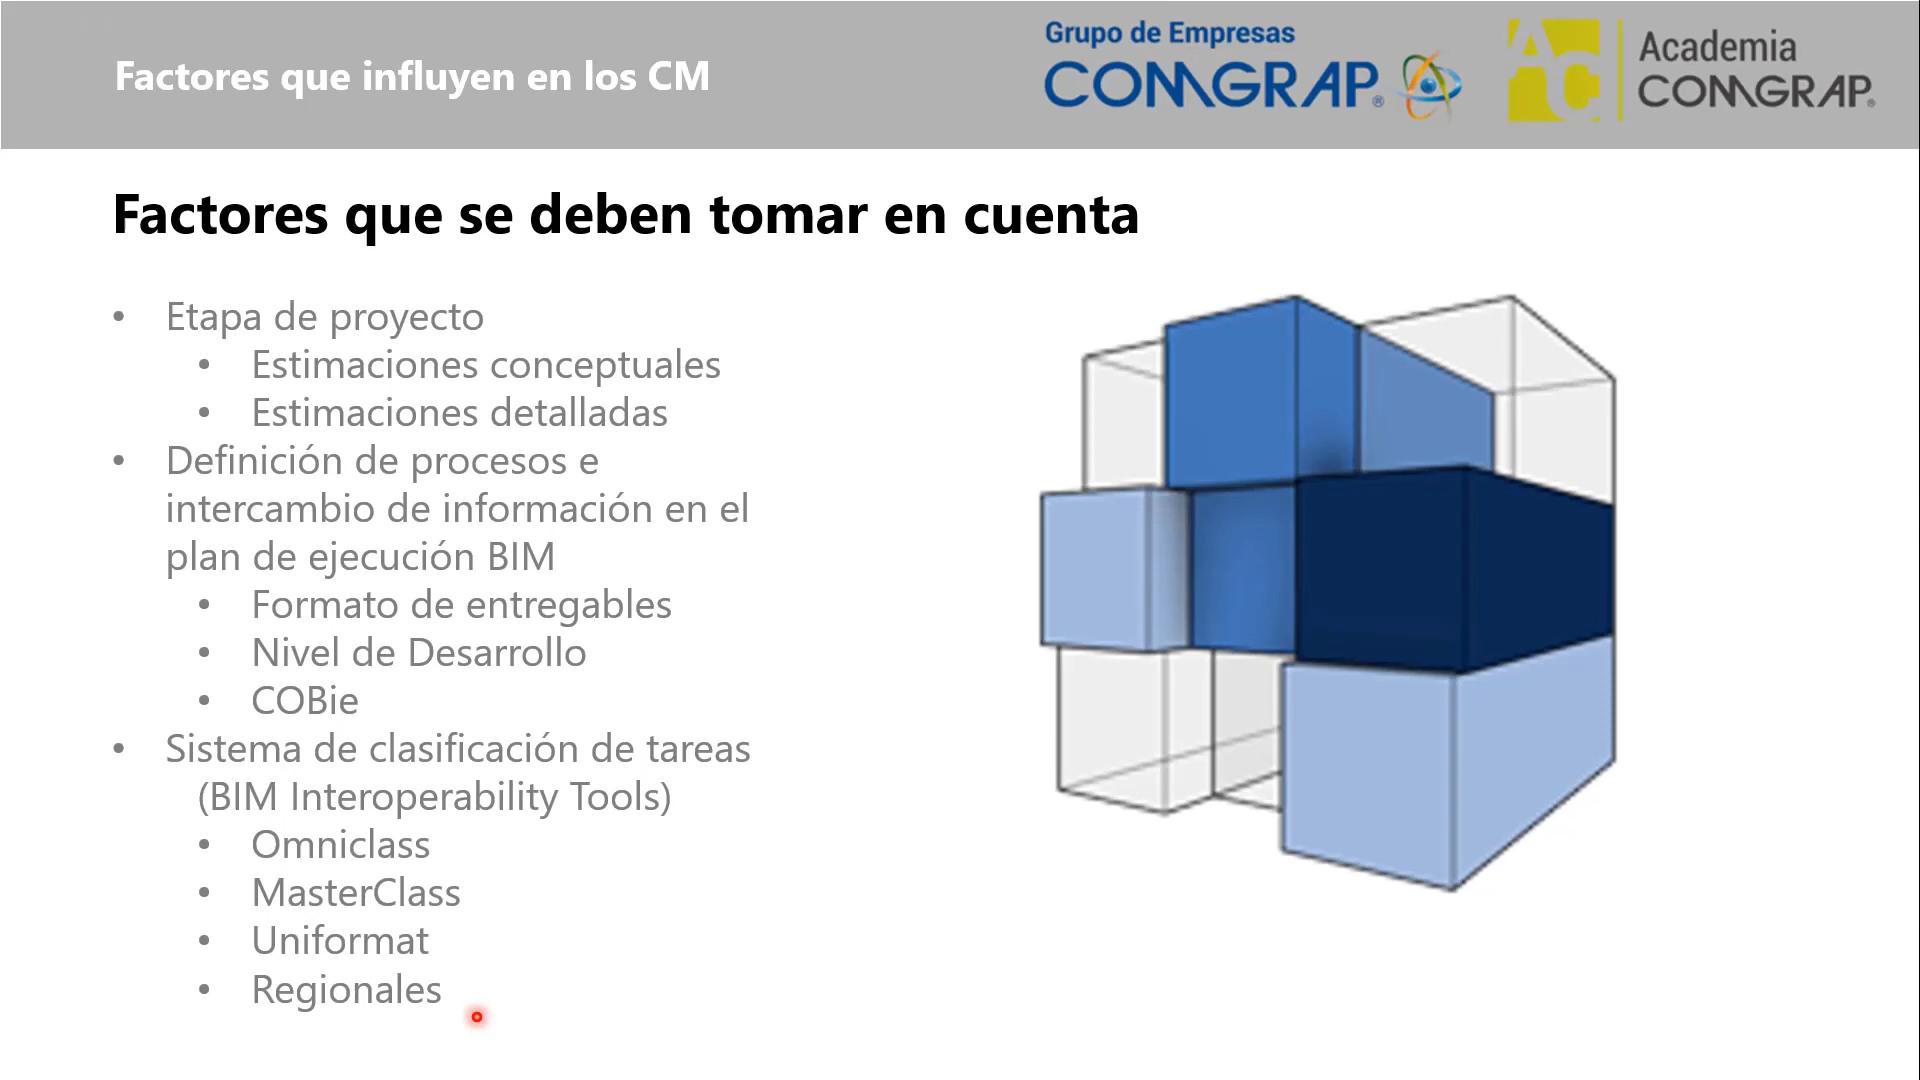 Factores que influyen en los CM
Grupo de Empresas
COMGRAP®
AC
Academia
COMGRAP®
Factores que se deben tomar en cuenta
• Etapa de proyecto
• Estimaciones conceptuales
• Estimaciones detalladas
• Definición de procesos e
intercambio de información en el
plan de ejecución BIM
• Formato de entregables
• Nivel de Desarrollo
• COBie
• Sistema de clasificación de tareas
(BIM Interoperability Tools)
• Omniclass
• MasterClass
• Uniformat
• Regionales